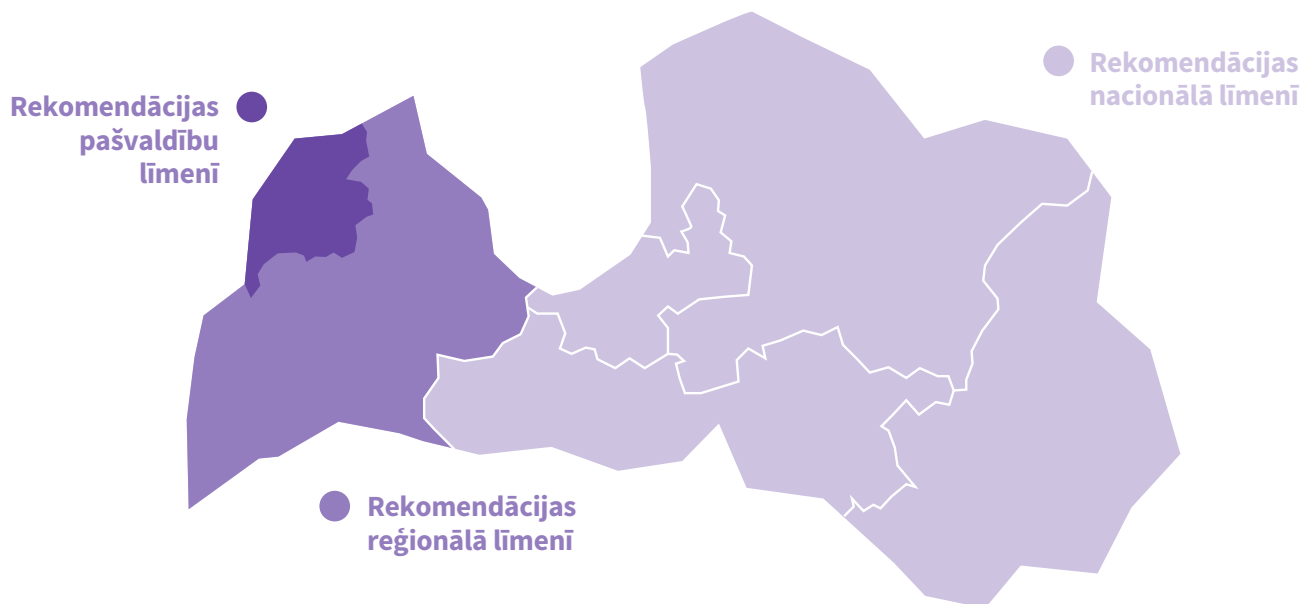 Rekomendācijas
pašvaldību
līmenī
Rekomendācijas
nacionālā līmenī
Rekomendācijas
reģionālā līmenī